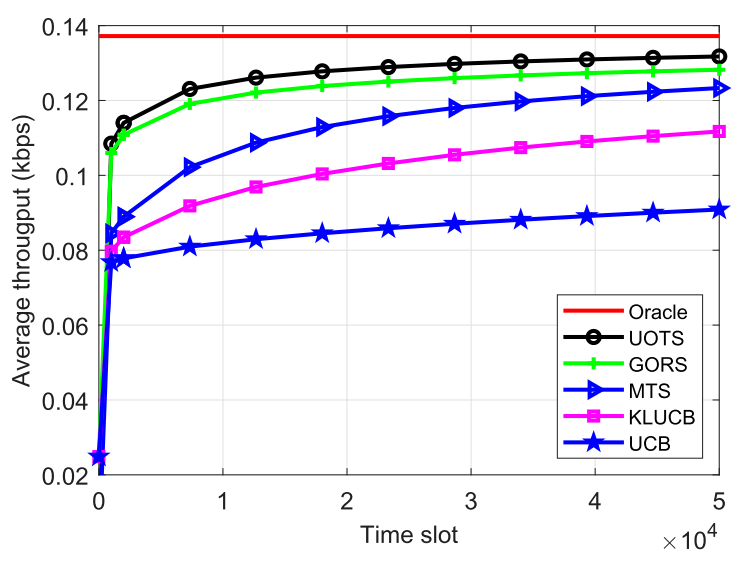 0.14
0.12
0.1
0.08
0.06
0.04
0.02
Average througput (kbps)
0
1
2
3
4
5
Time slot
×10^4
Oracle
UOTS
GORS
MTS
KLUCB
UCB